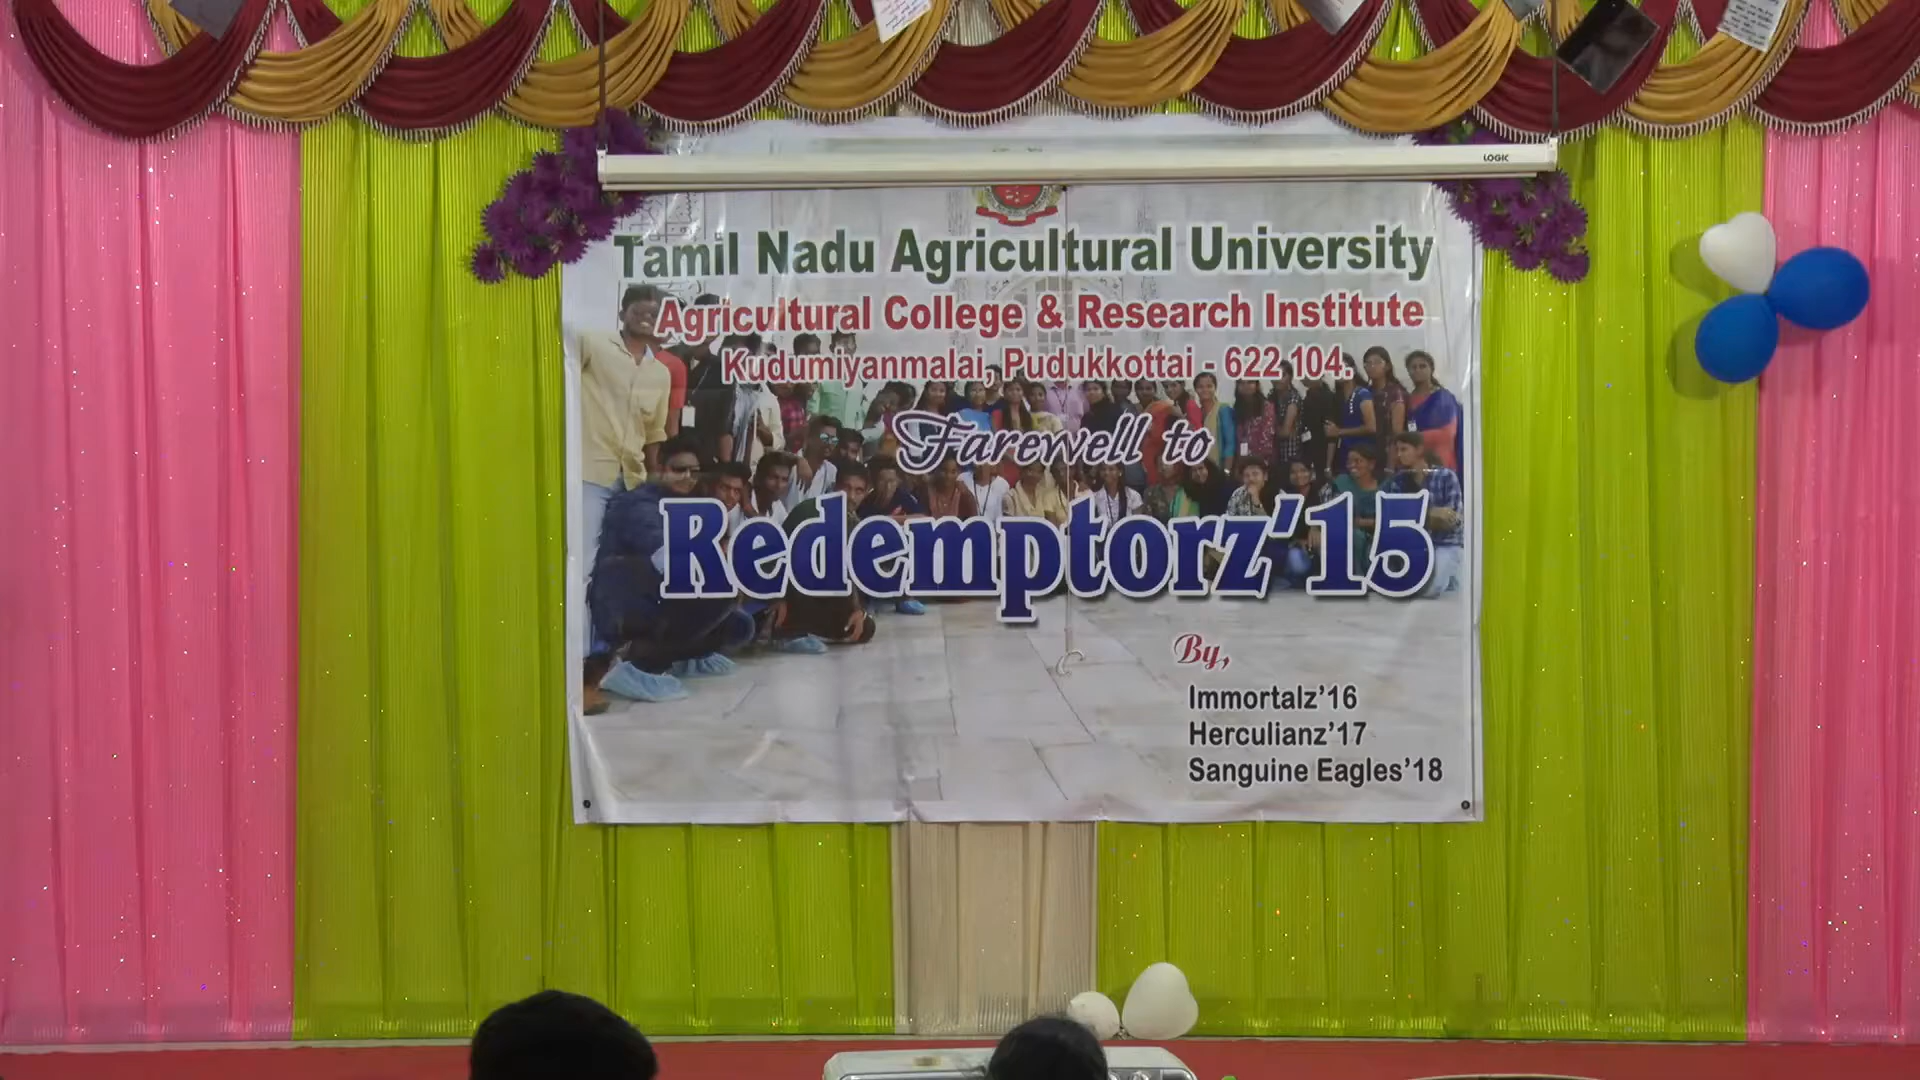 LOGIC
Tamil Nadu Agricultural University
Agricultural College & Research Institute
Kudumiyanmalai, Pudukkottai - 622 104.
Farewell to
Redemptorz'15
By,
Immortalz'16
Herculianz'17
Sanguine Eagles'18